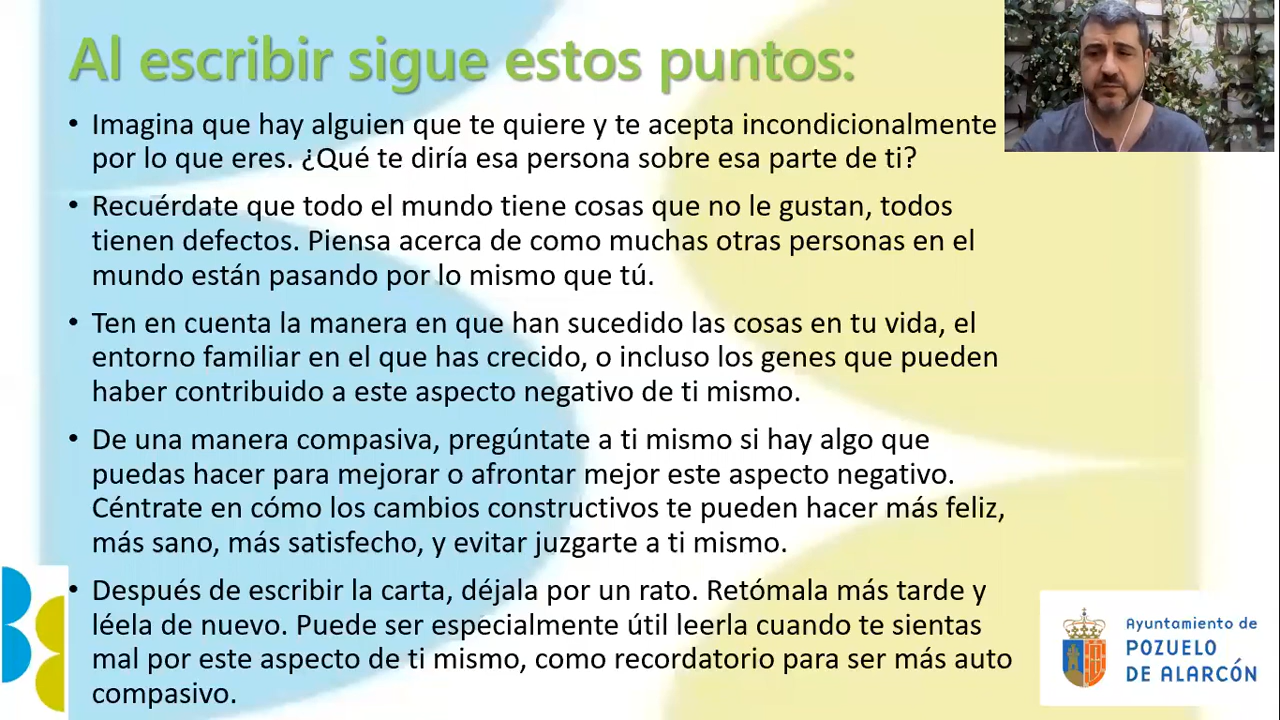 Al escribir sigue estos puntos:
• Imagina que hay alguien que te quiere y te acepta incondicionalmente
por lo que eres. ¿Qué te diría esa persona sobre esa parte de ti?
• Recuérdate que todo el mundo tiene cosas que no le gustan, todos
tienen defectos. Piensa acerca de como muchas otras personas en el
mundo están pasando por lo mismo que tú.
• Ten en cuenta la manera en que han sucedido las cosas en tu vida, el
entorno familiar en el que has crecido, o incluso los genes que pueden
haber contribuido a este aspecto negativo de ti mismo.
• De una manera compasiva, pregúntate a ti mismo si hay algo que
puedas hacer para mejorar o afrontar mejor este aspecto negativo.
Céntrate en cómo los cambios constructivos te pueden hacer más feliz,
más sano, más satisfecho, y evitar juzgarte a ti mismo.
• Después de escribir la carta, déjala por un rato. Retómala más tarde y
léela de nuevo. Puede ser especialmente útil leerla cuando te sientas
mal por este aspecto de ti mismo, como recordatorio para ser más auto
compasivo.
Ayuntamiento de
POZUELO
DE ALARCÓN